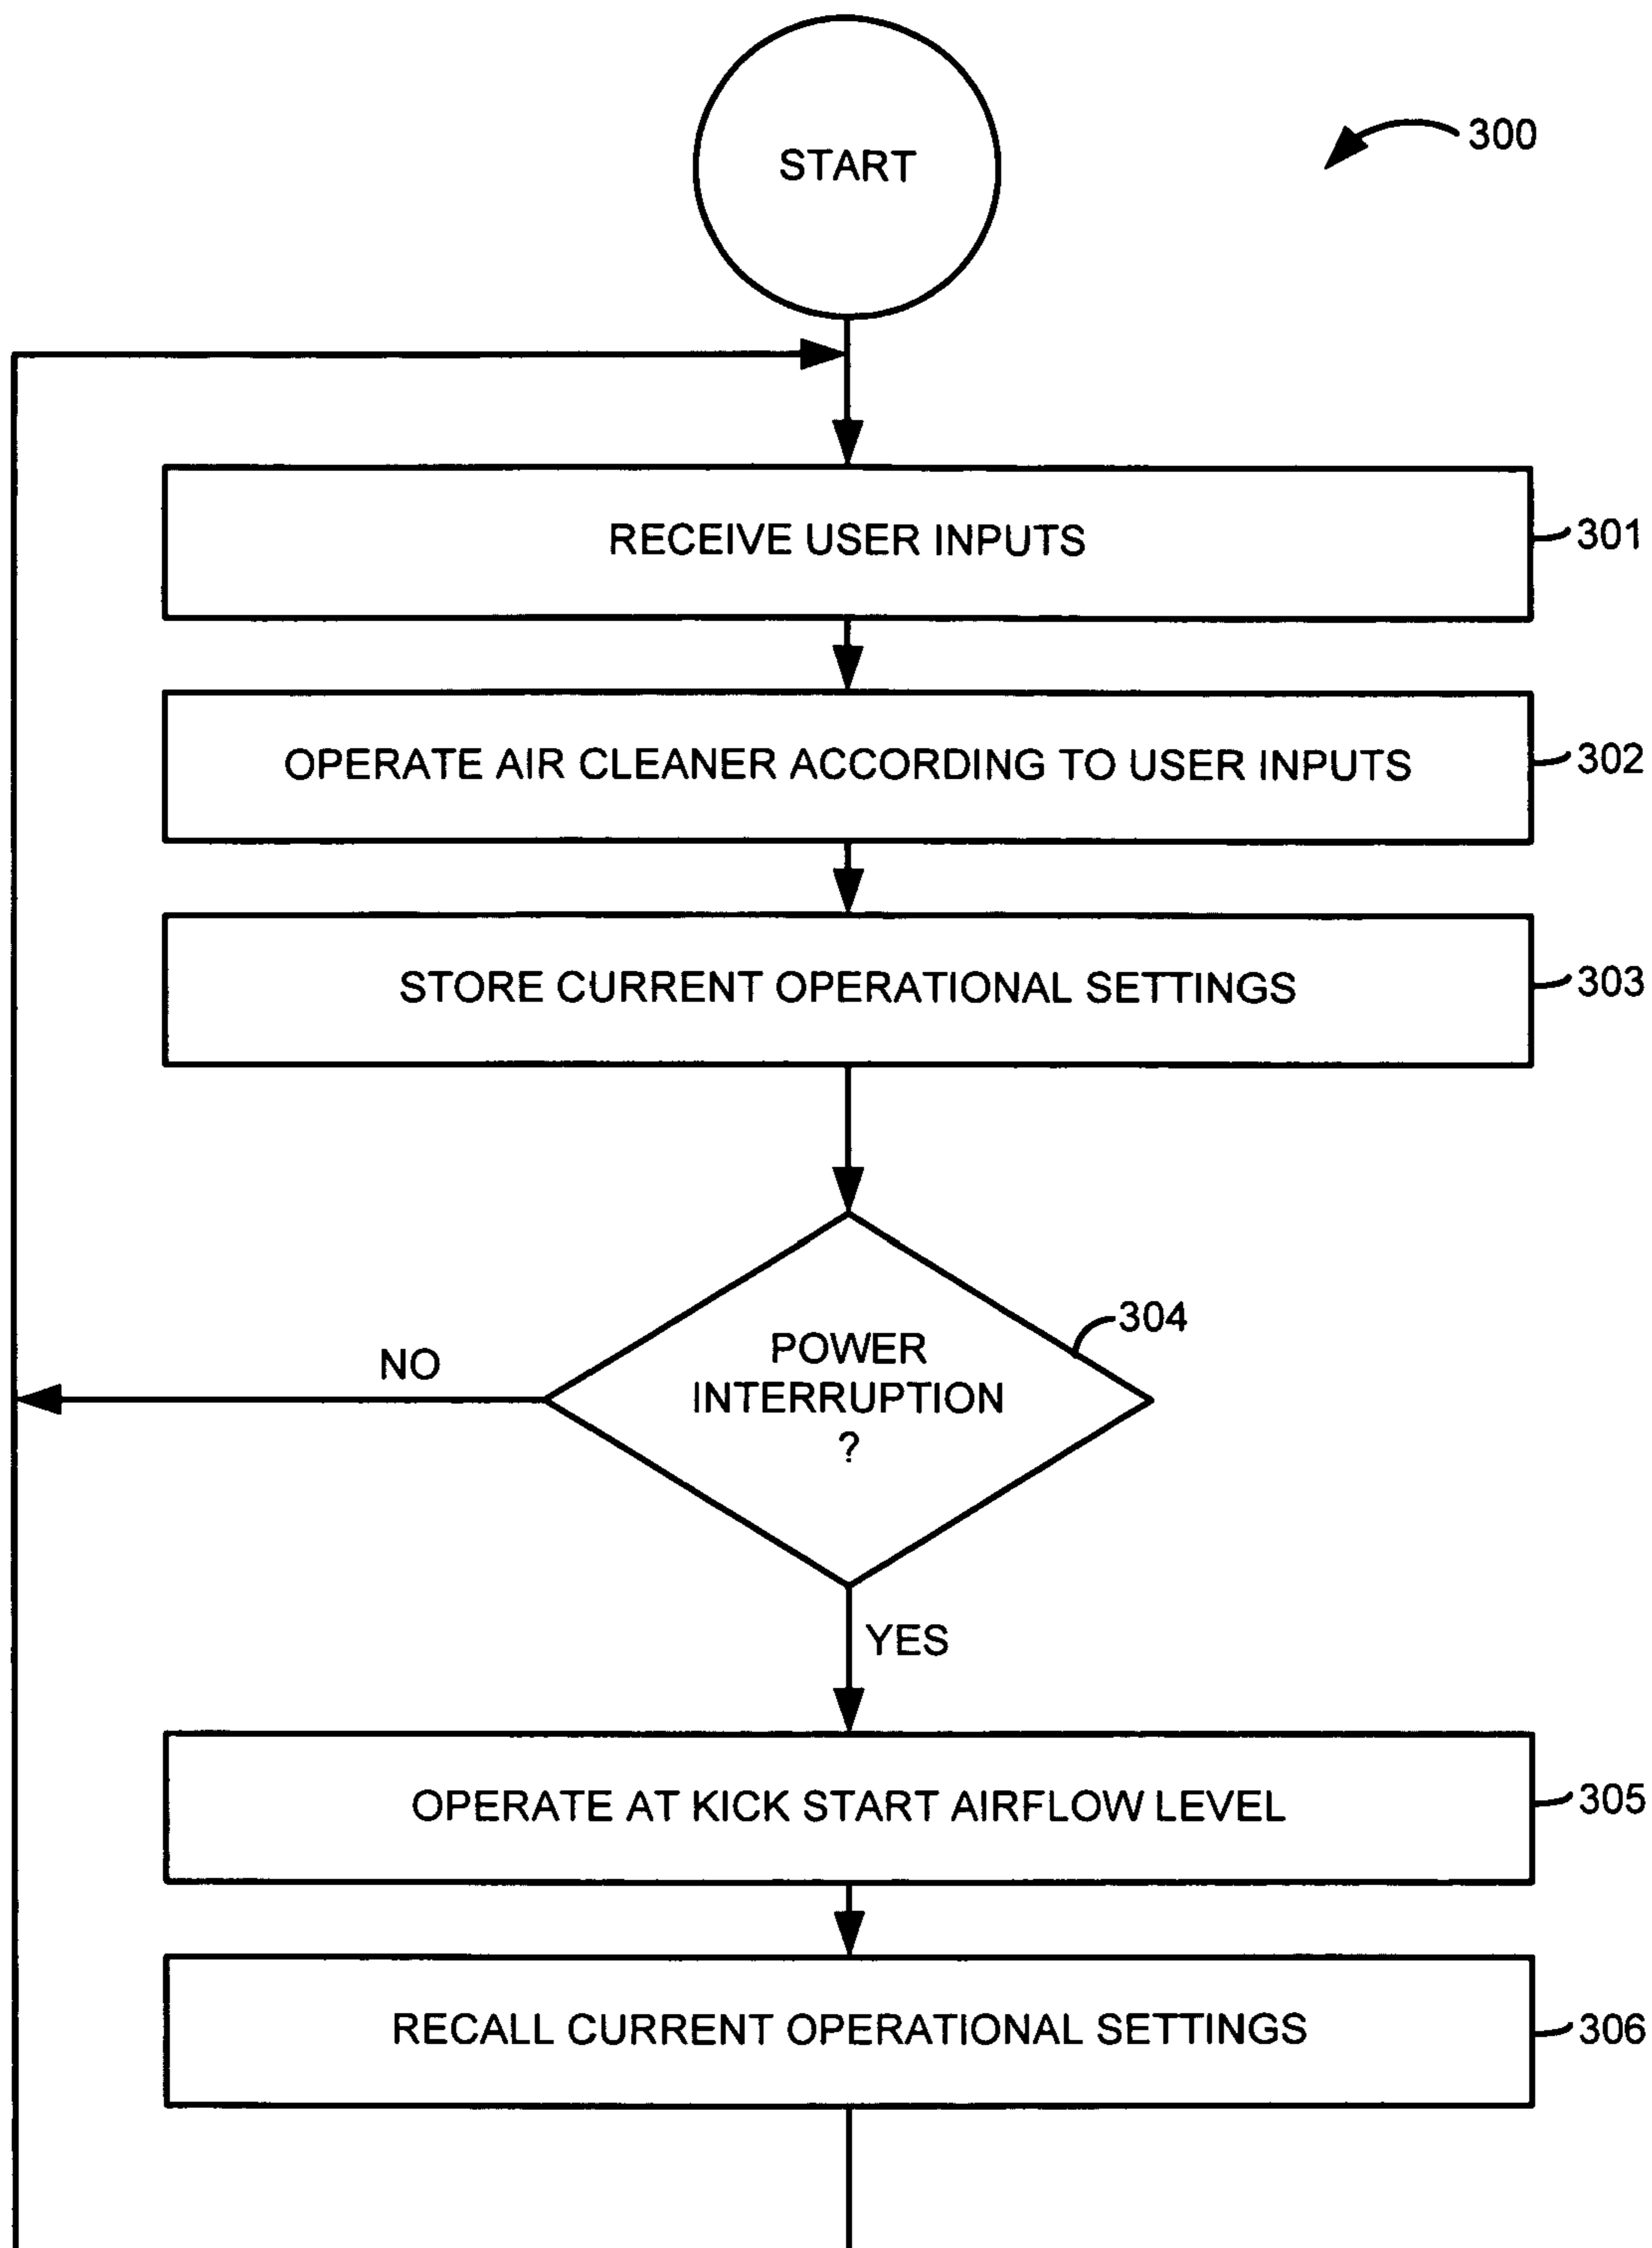 START
300
RECEIVE USER INPUTS
301
OPERATE AIR CLEANER ACCORDING TO USER INPUTS
302
STORE CURRENT OPERATIONAL SETTINGS
303
304
POWER
INTERRUPTION
?
NO
YES
OPERATE AT KICK START AIRFLOW LEVEL
305
RECALL CURRENT OPERATIONAL SETTINGS
306